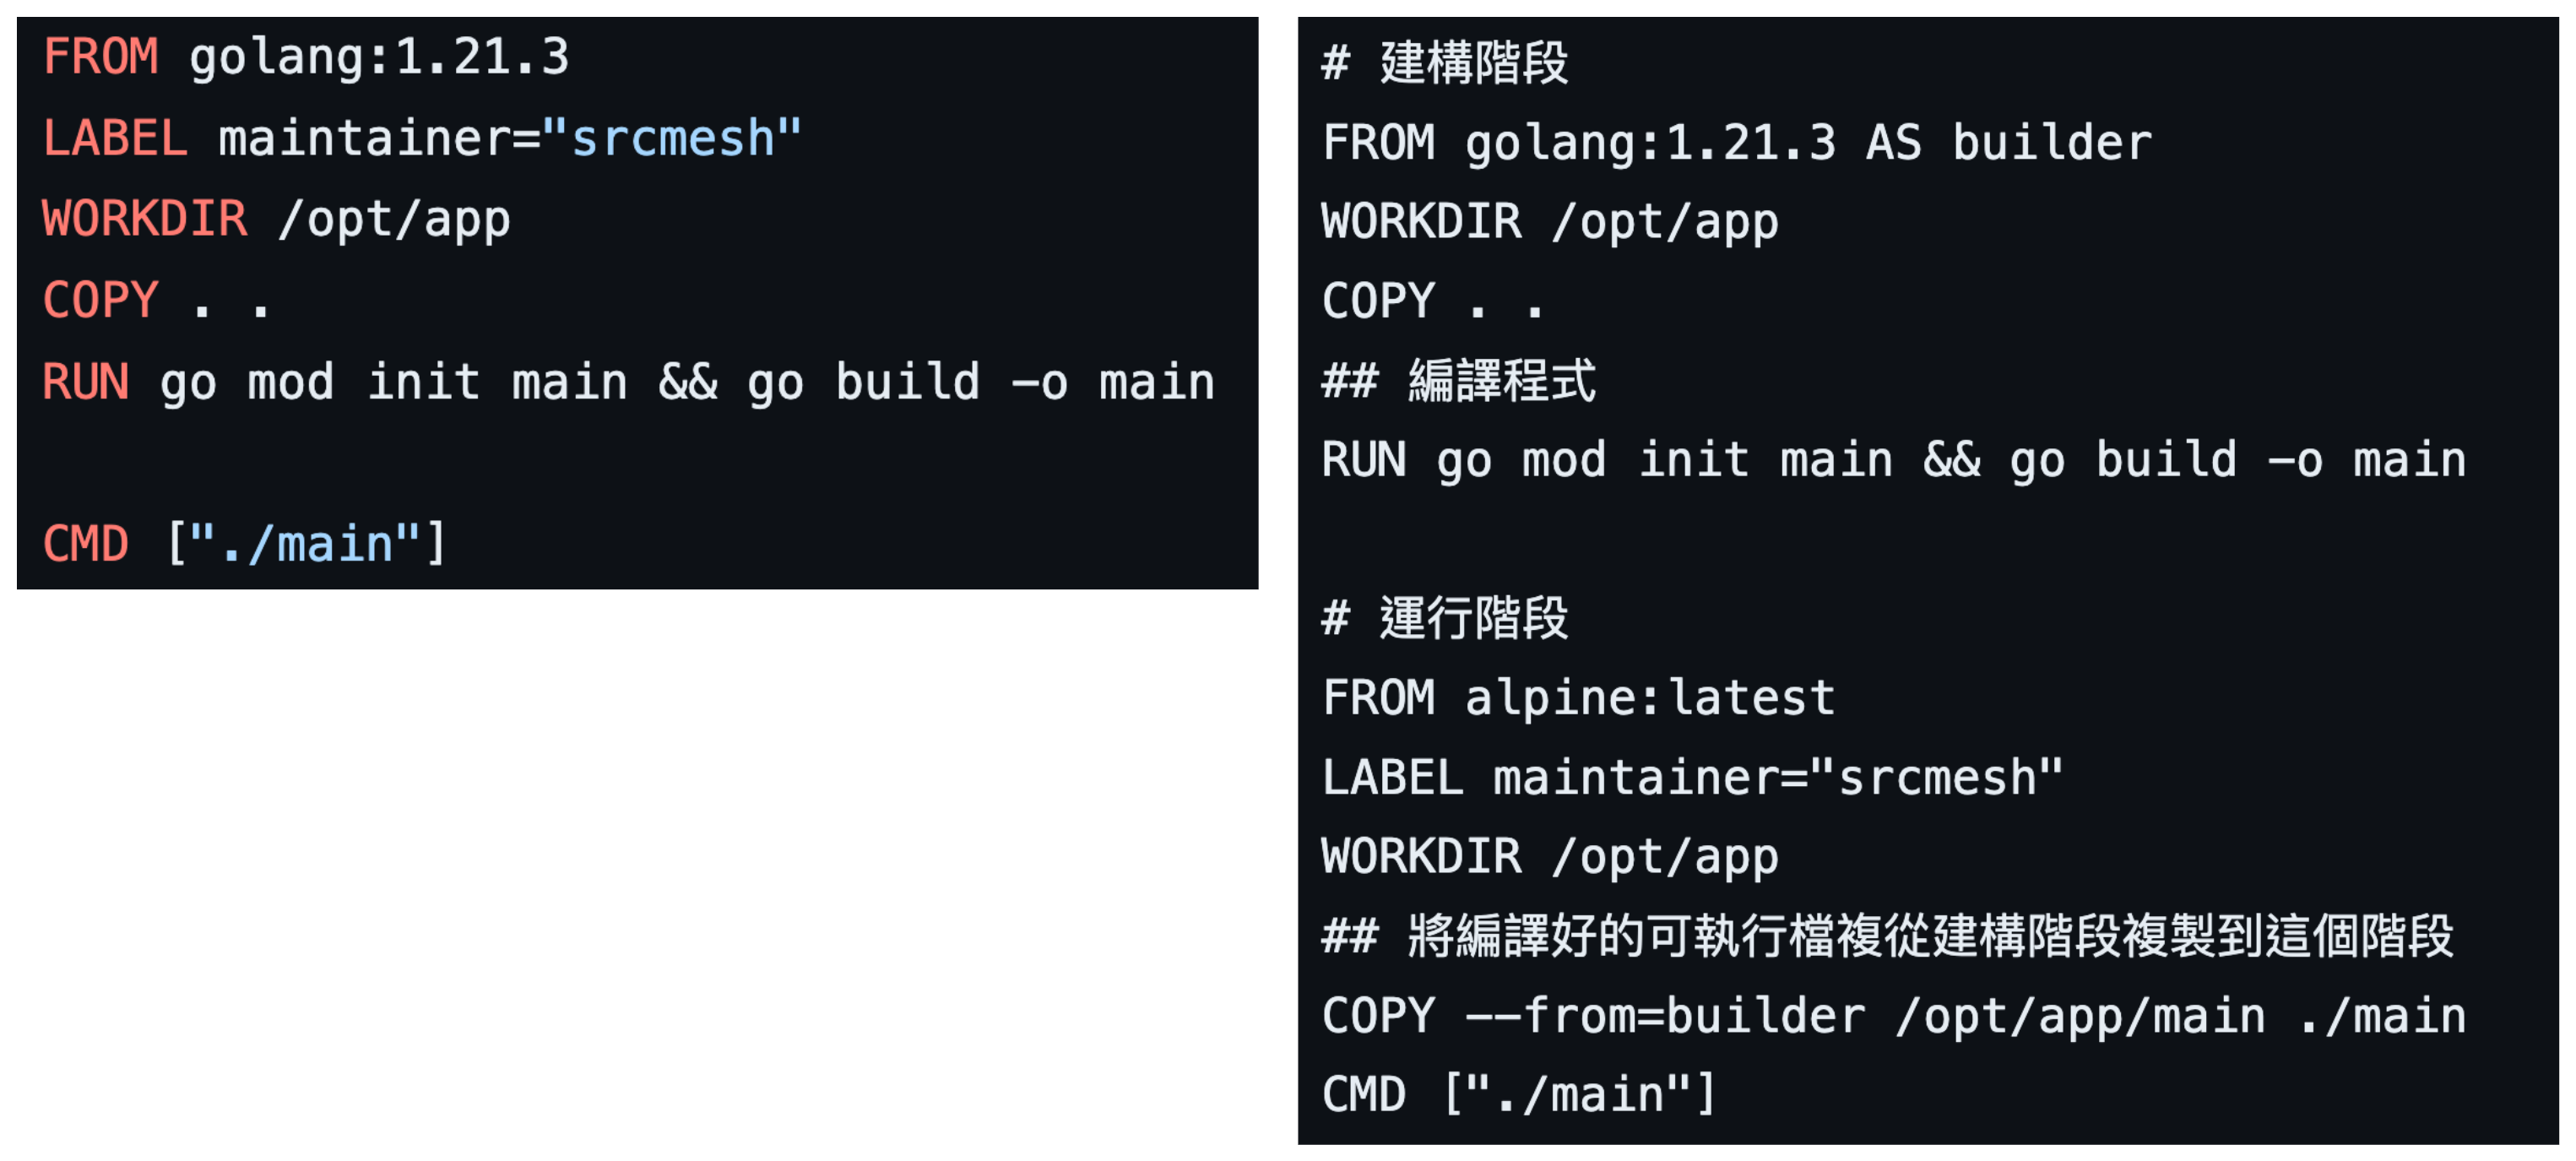 FROM golang:1.21.3
LABEL maintainer="srcmesh"
WORKDIR /opt/app
COPY . .
RUN go mod init main && go build -o main
CMD ["./main"]
# 建構階段
FROM golang:1.21.3 AS builder
WORKDIR /opt/app
COPY . .
## 編譯程式
RUN go mod init main && go build -o main
# 運行階段
FROM alpine:latest
LABEL maintainer="srcmesh"
WORKDIR /opt/app
## 將編譯好的可執行檔複從建構階段複製到這個階段
COPY --from=builder /opt/app/main ./main
CMD ["./main"]